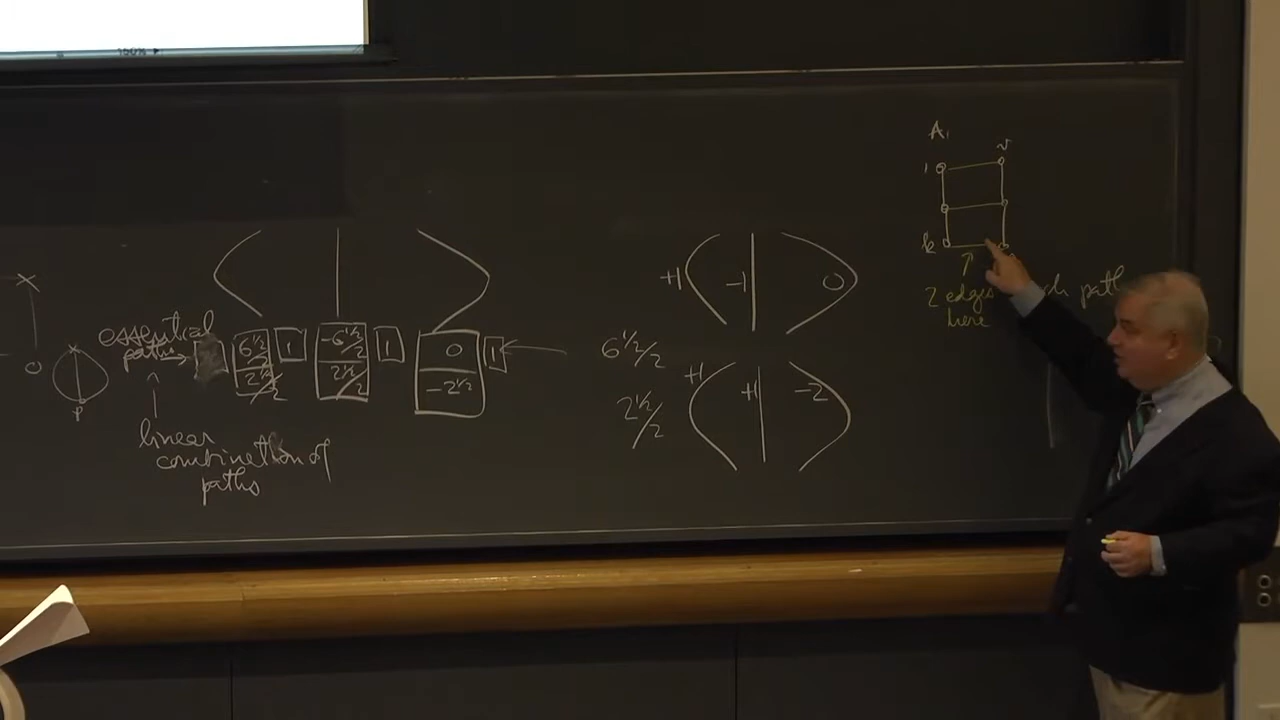 150%
A,
v
1
k
2 edges
here
path
essential
paths
linear
combination of
paths
6½/2
2½/2
1
-6½/2
2½/2
1
0
-2½
1
P
+1
-1
0
6½/2
+1
+1
-2
2½/2